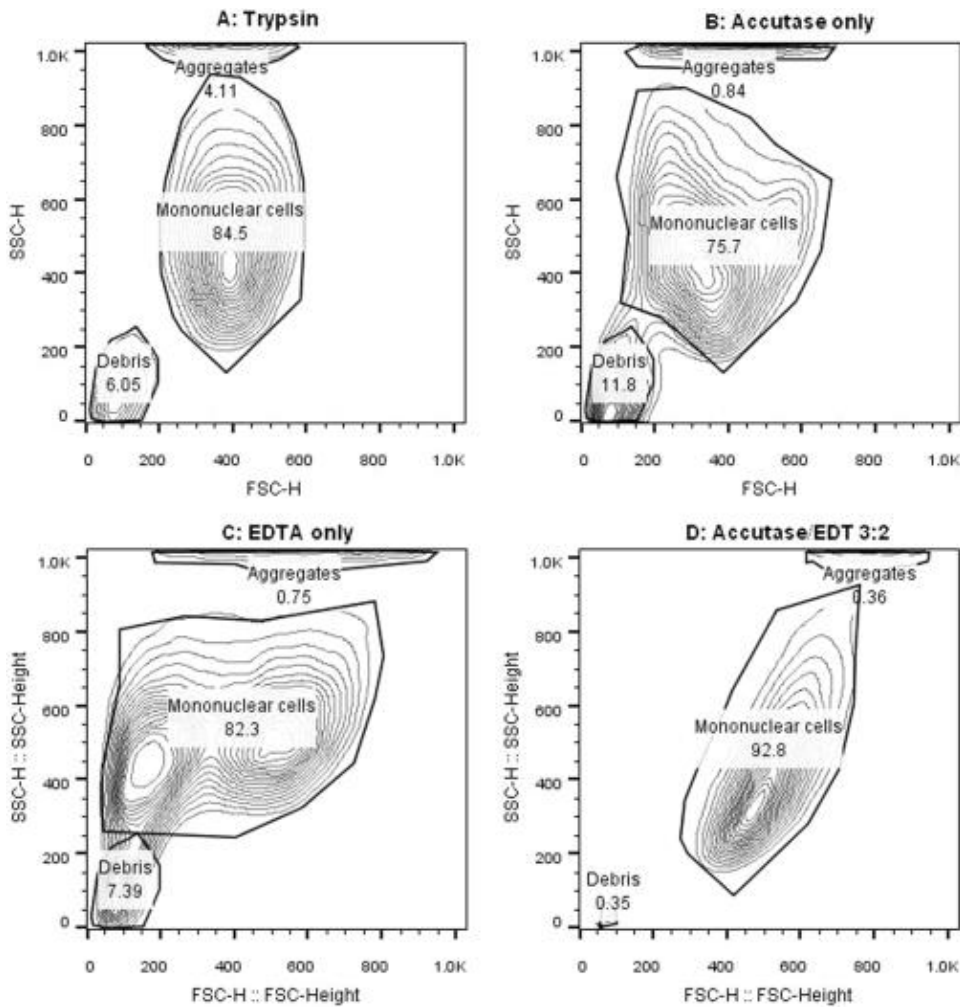 A: Trypsin
1.0K
800
600
400
200
0
SSC-H
Aggregates
4.11
Mononuclear cells
84.5
Debris
6.05
0 200 400 600 800 1.0K
FSC-H
B: Accutase only
1.0K
800
600
400
200
0
SSC-H
Aggregates
0.84
Mononuclear cells
75.7
Debris
11.8
0 200 400 600 800 1.0K
FSC-H
C: EDTA only
1.0K
800
600
400
200
0
SSC-H :: SSC-Height
Aggregates
0.75
Mononuclear cells
82.3
Debris
7.39
0 200 400 600 800 1.0K
FSC-H :: FSC-Height
D: Accutase/EDT 3:2
1.0K
800
600
400
200
0
SSC-H :: SSC-Height
Aggregates
0.36
Mononuclear cells
92.8
Debris
0.35
0 200 400 600 800 1.0K
FSC-H :: FSC-Height